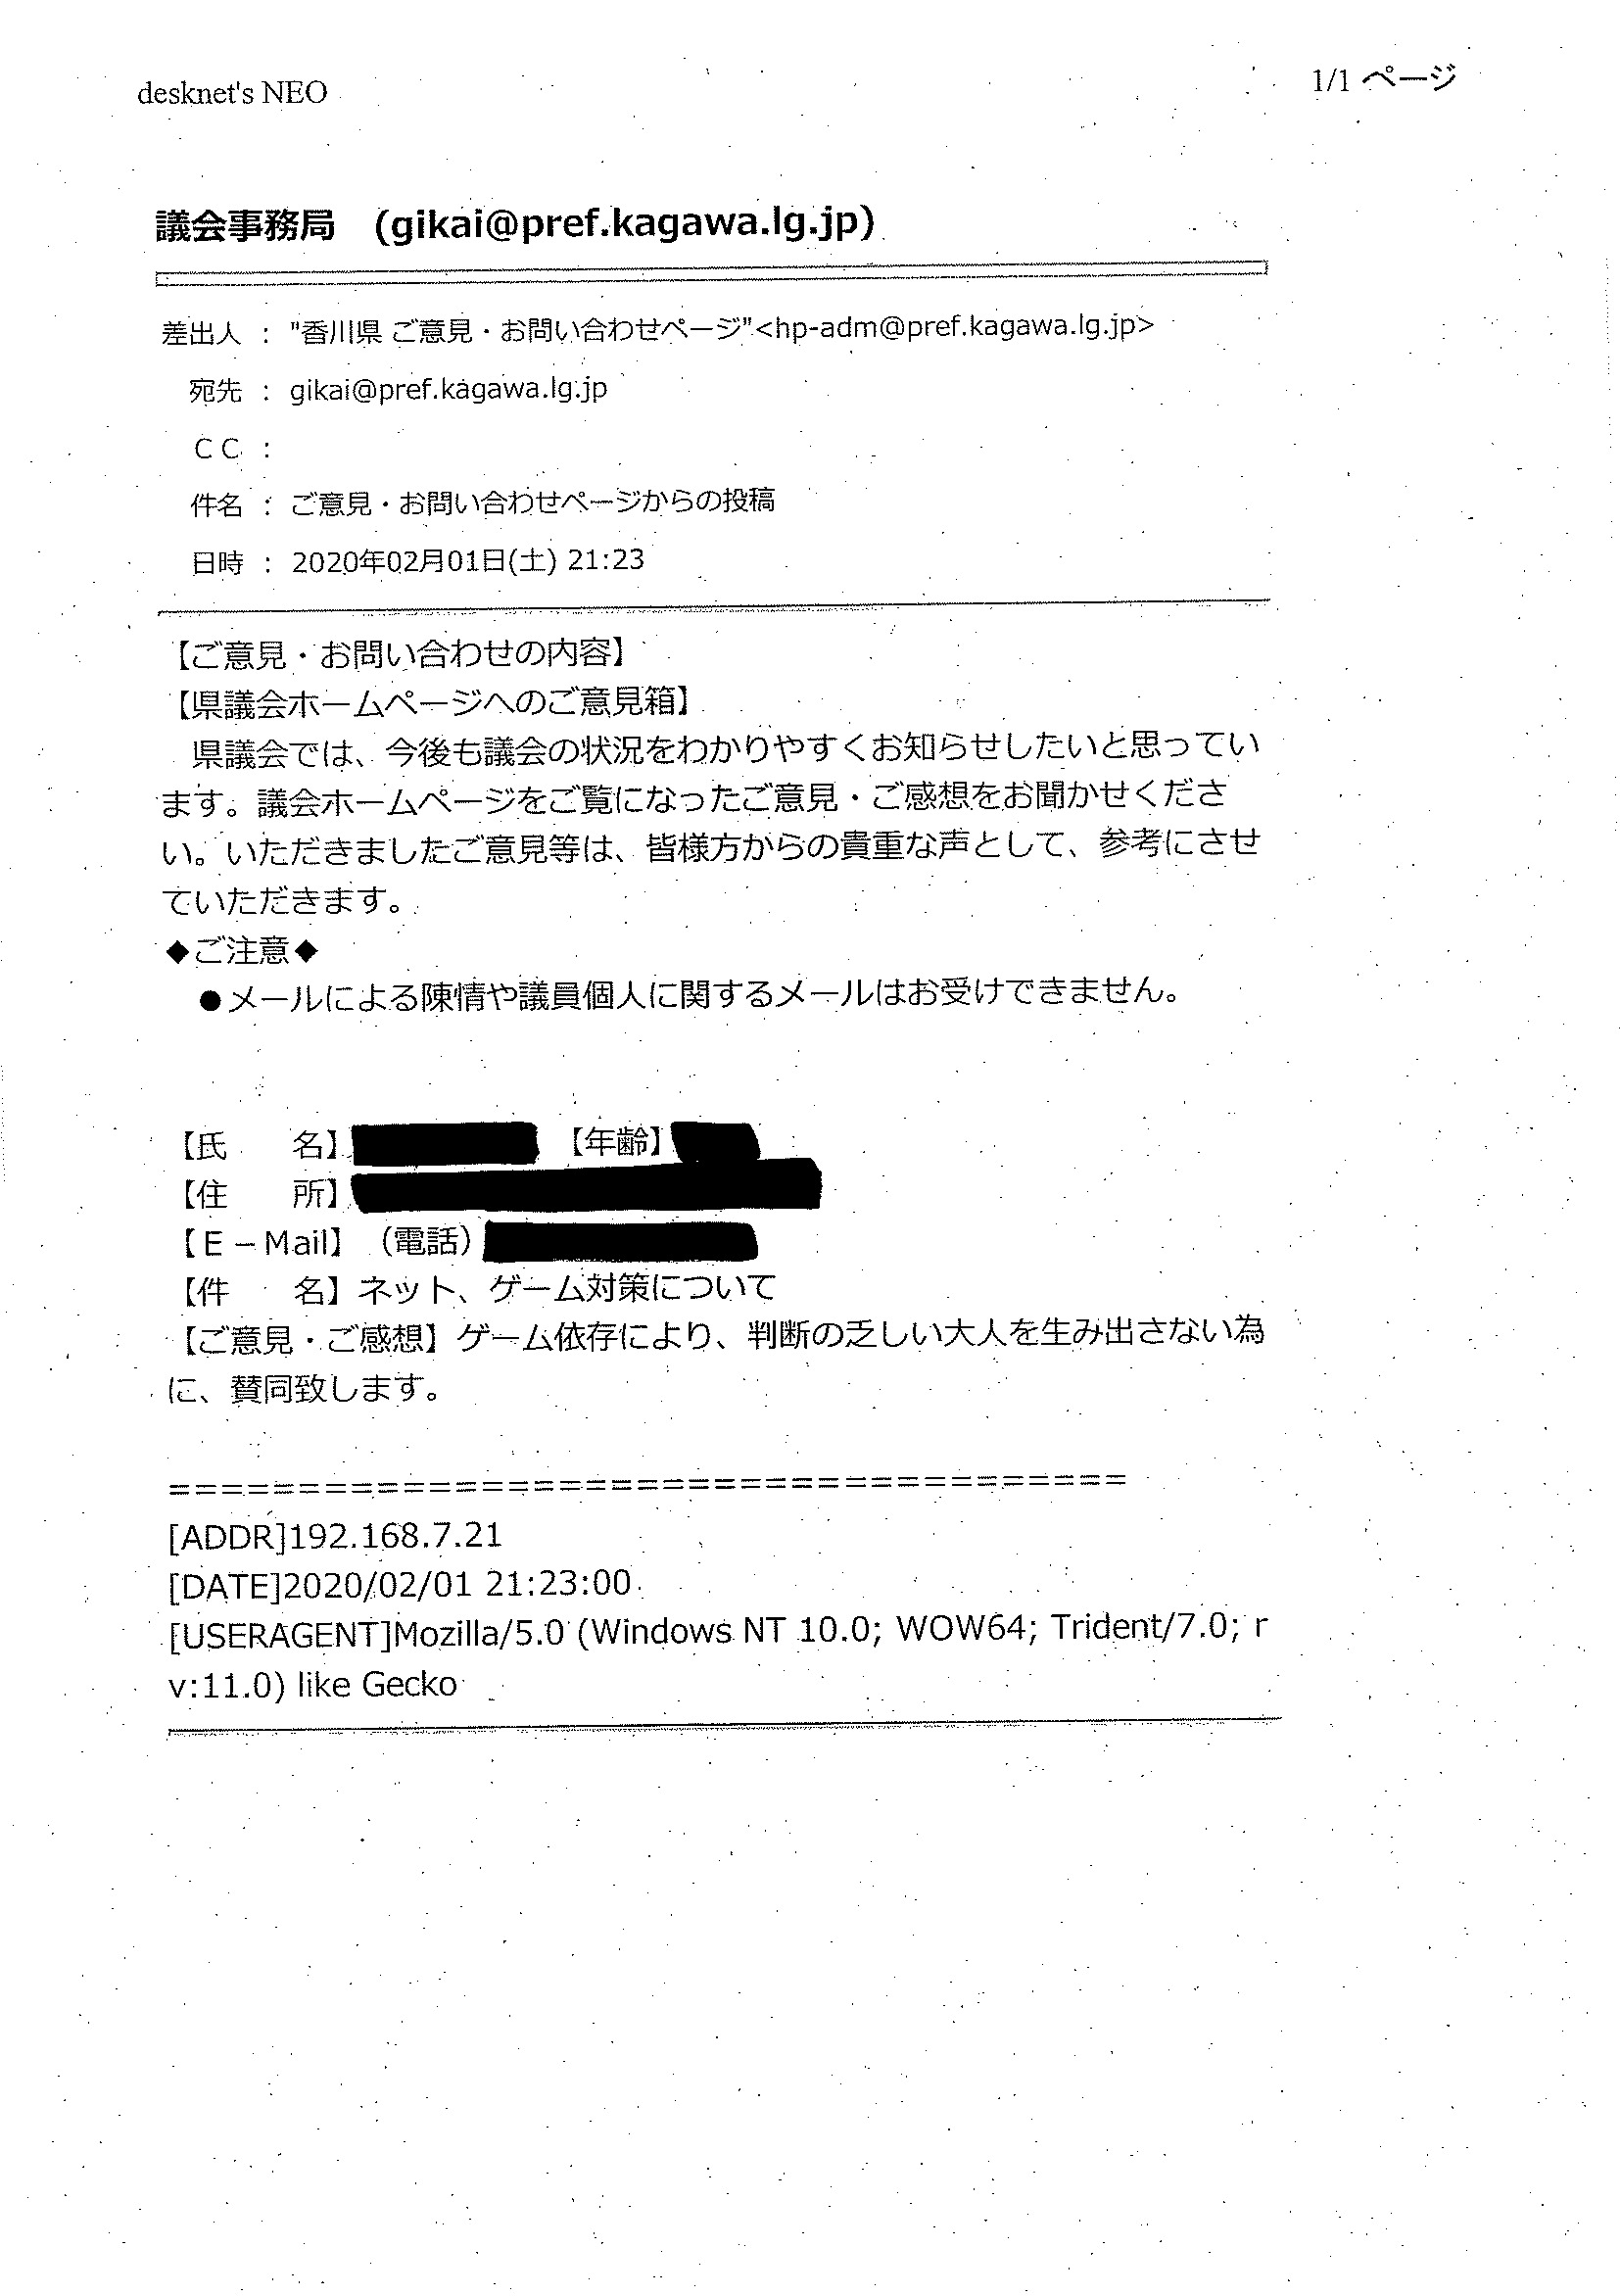 desknet's NEO
1/1 ページ
議会事務局　(gikai@pref.kagawa.lg.jp)
差出人 ： "香川県 ご意見・お問い合わせページ"<hp-adm@pref.kagawa.lg.jp>
宛先 ： gikai@pref.kagawa.lg.jp
ＣＣ ：
件名 ： ご意見・お問い合わせページからの投稿
日時 ： 2020年02月01日(土) 21:23
【ご意見・お問い合わせの内容】
【県議会ホームページへのご意見箱】
　県議会では、今後も議会の状況をわかりやすくお知らせしたいと思ってい
ます。議会ホームページをご覧になったご意見・ご感想をお聞かせくださ
い。いただきましたご意見等は、皆様方からの貴重な声として、参考にさせ
ていただきます。
◆ご注意◆
　●メールによる陳情や議員個人に関するメールはお受けできません。
【氏　　名】　【年齢】
【住　　所】
【Ｅ－Mail】（電話）
【件　　名】ネット、ゲーム対策について
【ご意見・ご感想】ゲーム依存により、判断の乏しい大人を生み出さない為
に、賛同致します。
=====================================
[ADDR]192.168.7.21
[DATE]2020/02/01 21:23:00
[USERAGENT]Mozilla/5.0 (Windows NT 10.0; WOW64; Trident/7.0; r
v:11.0) like Gecko